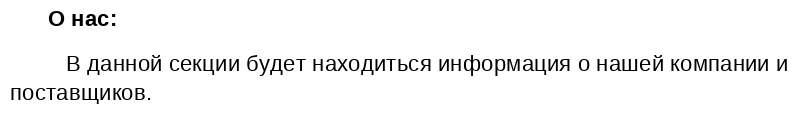 О нас:
В данной секции будет находиться информация о нашей компании и
поставщиков.